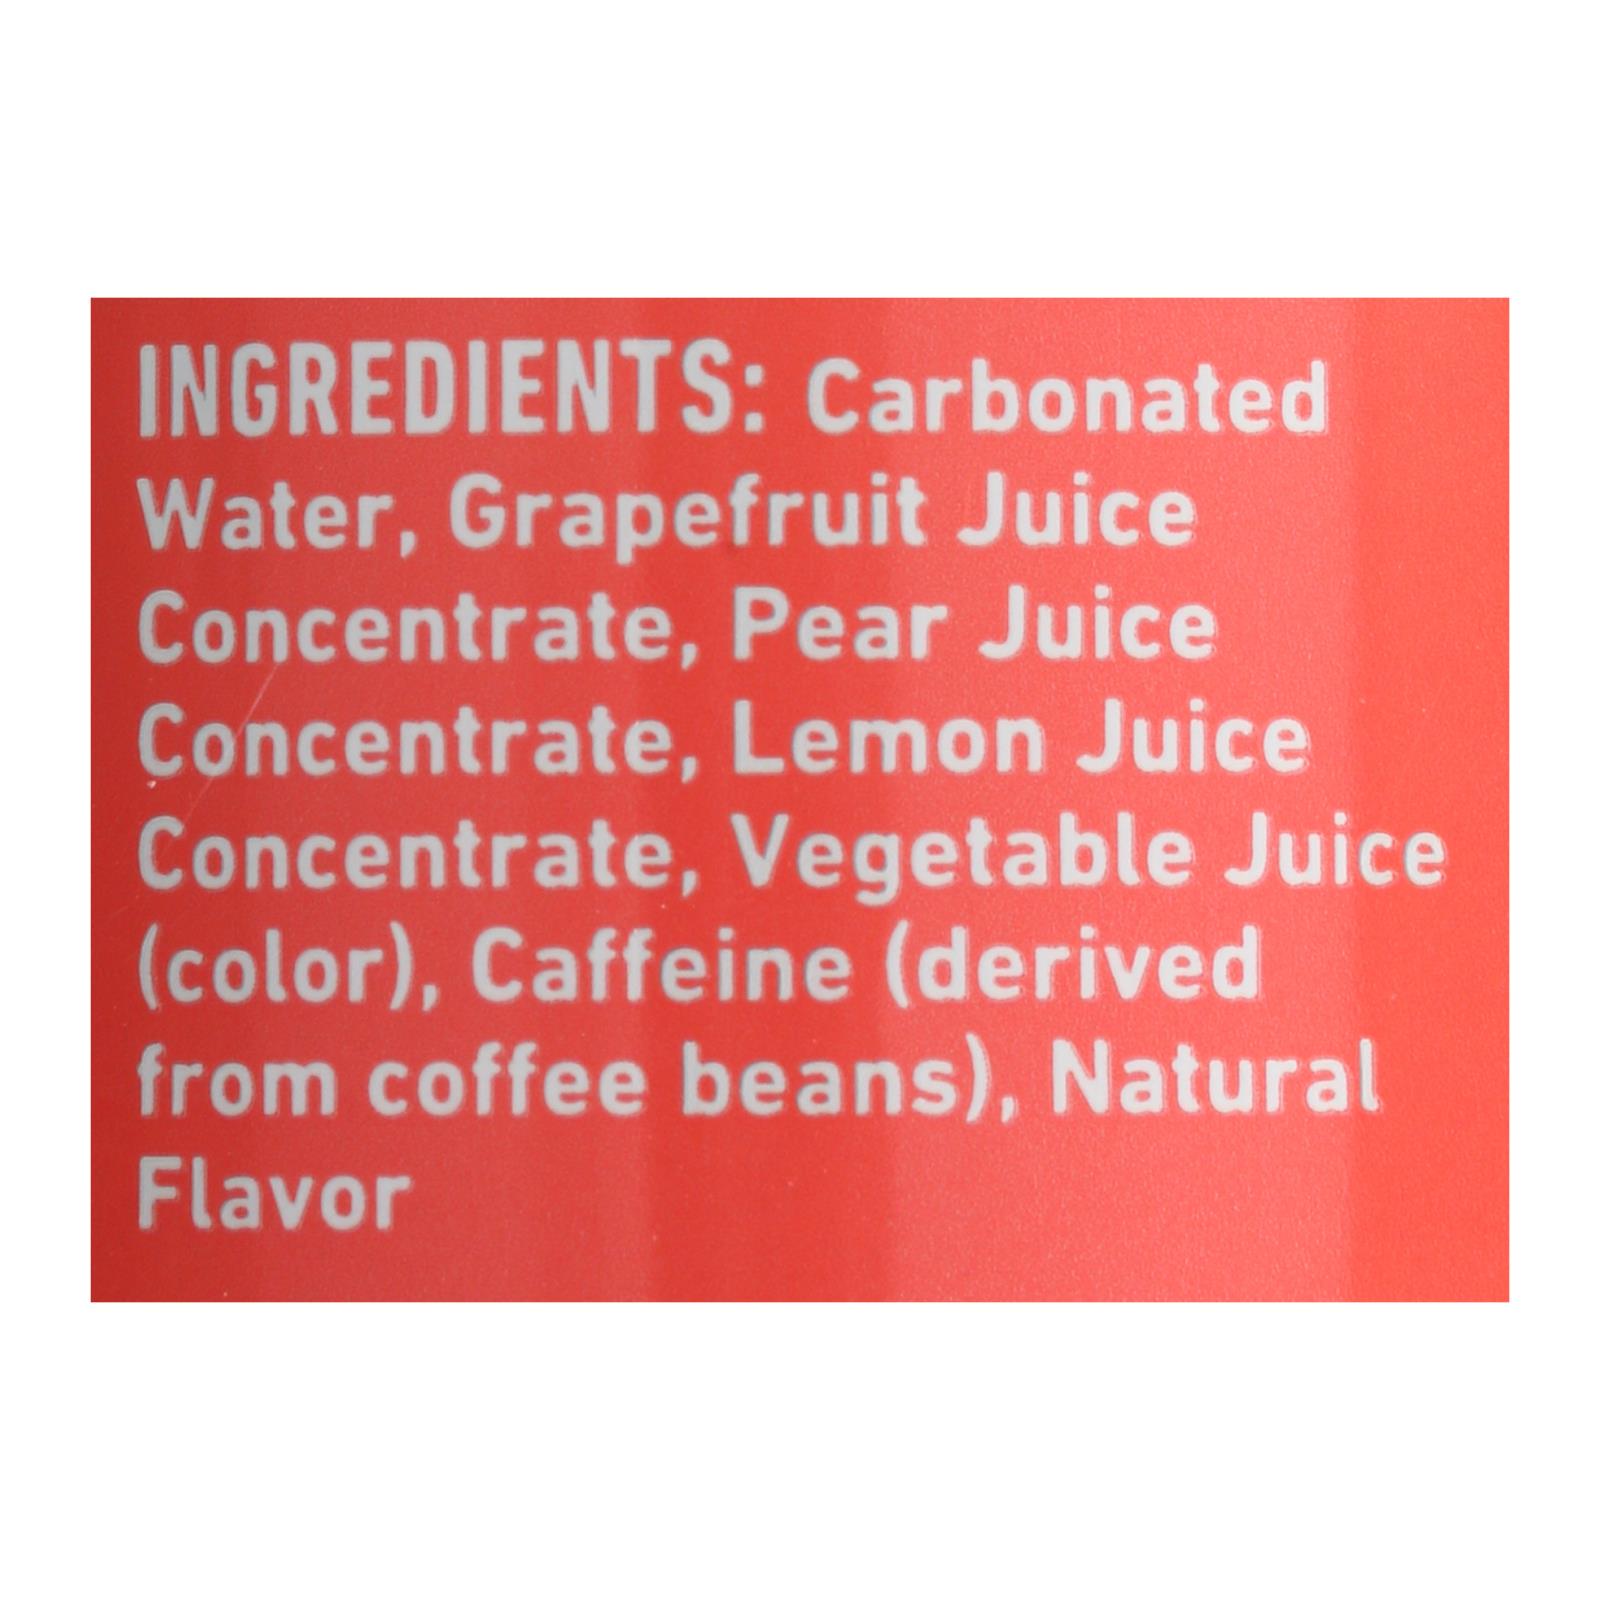 INGREDIENTS: Carbonated
Water, Grapefruit Juice
Concentrate, Pear Juice
Concentrate, Lemon Juice
Concentrate, Vegetable Juice
(color), Caffeine (derived
from coffee beans), Natural
Flavor